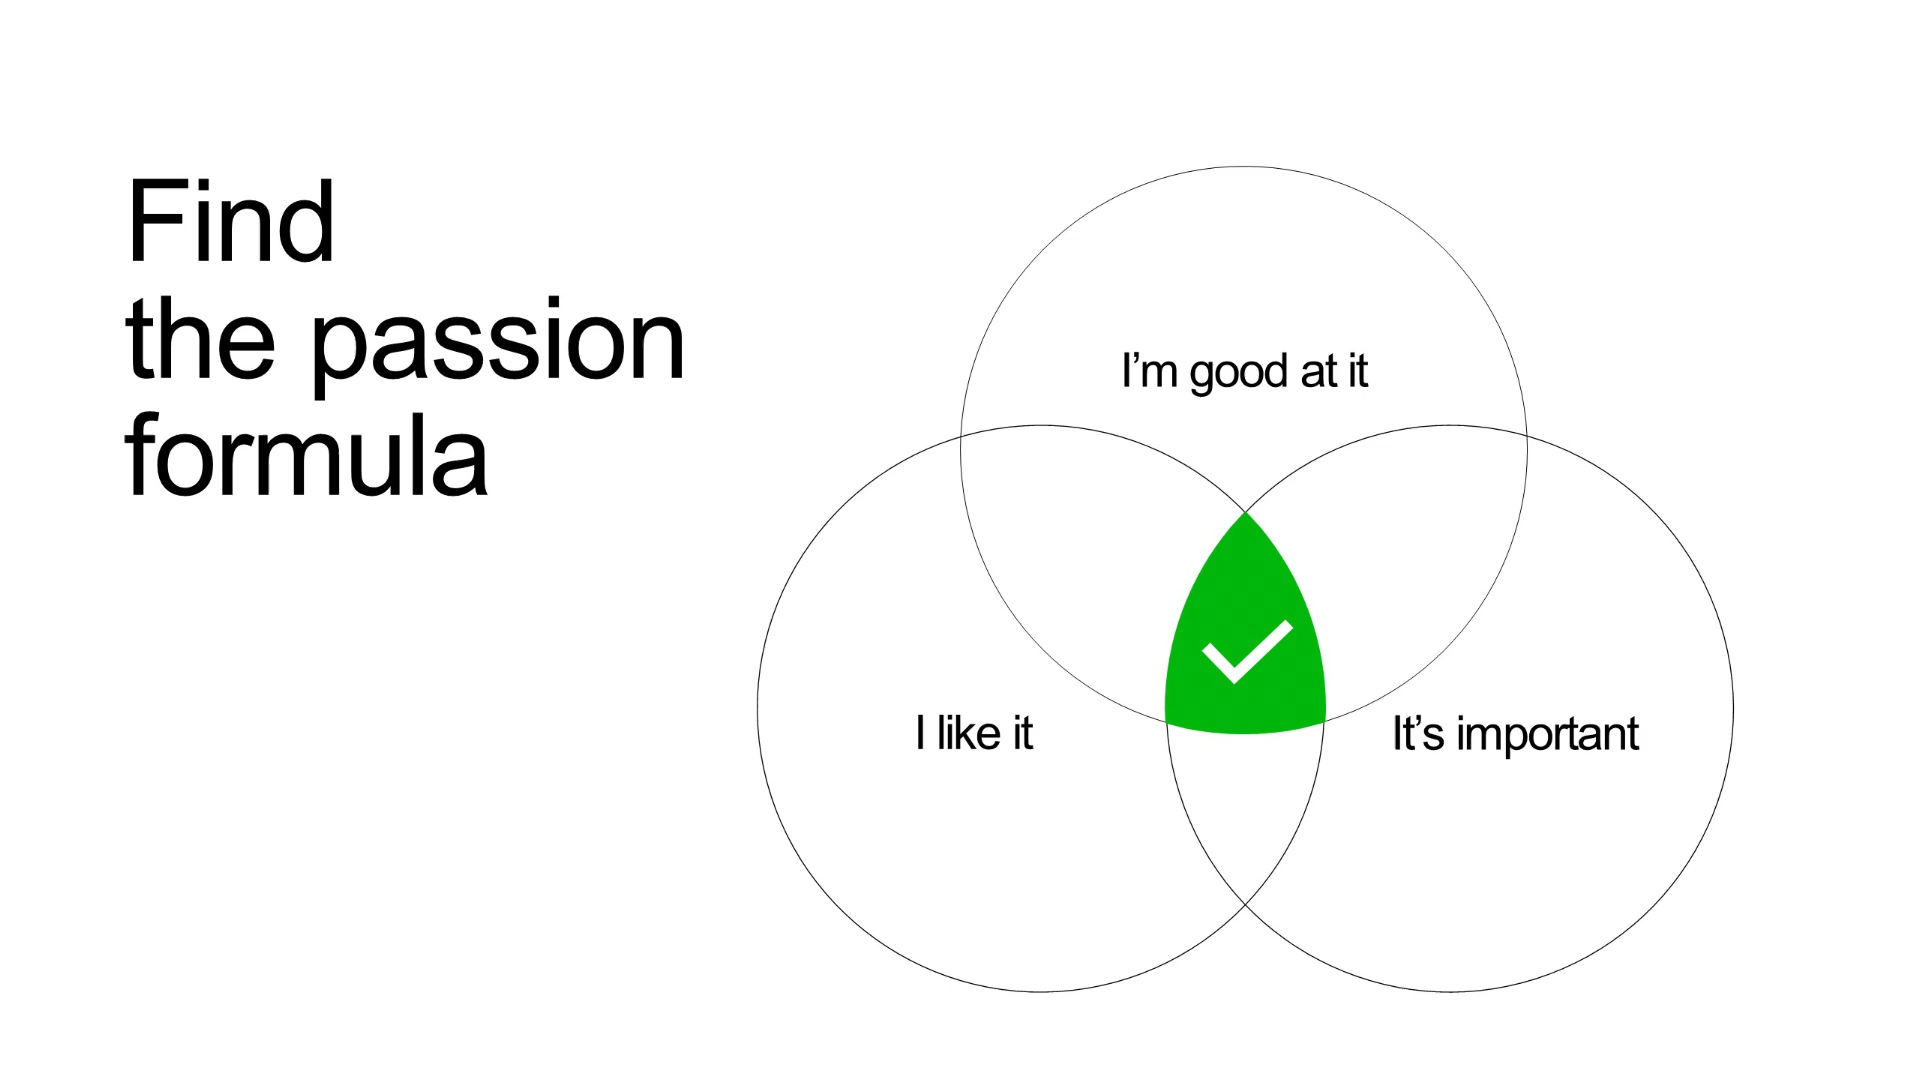 Find
the passion
formula
I’m good at it
I like it
It’s important